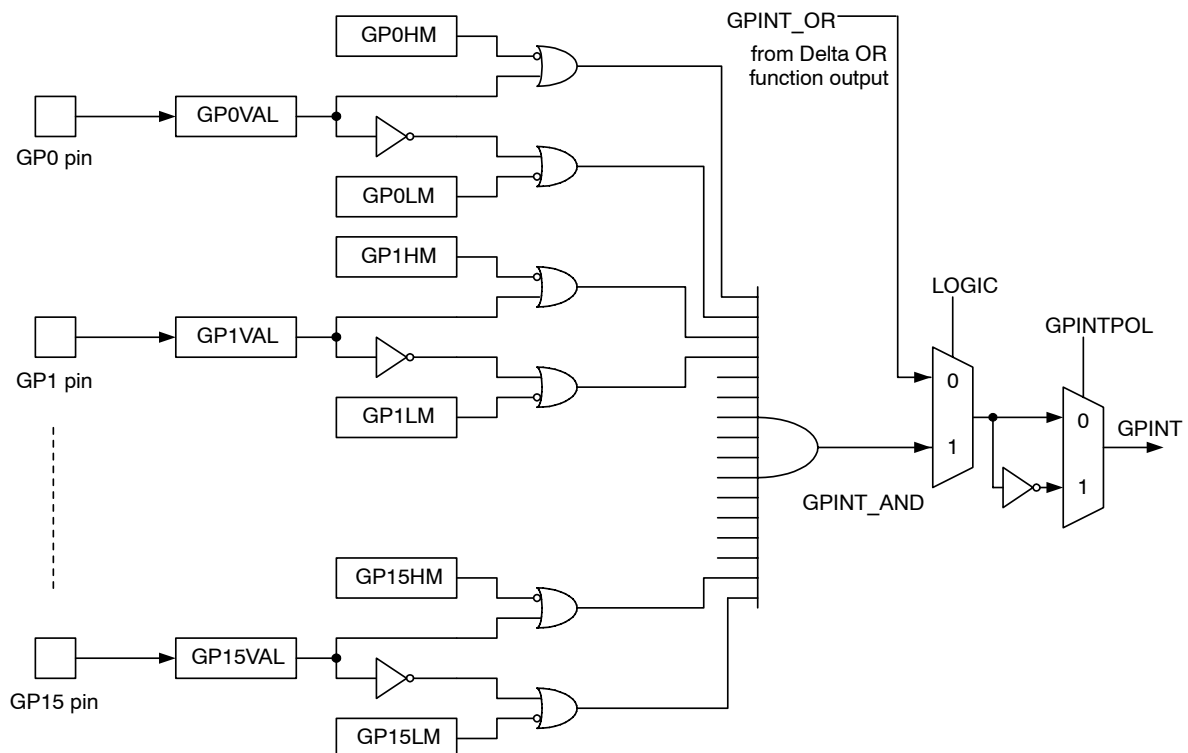 GP0HM
GPINT_OR
from Delta OR
function output
GP0VAL
GP0 pin
GP0LM
GP1HM
LOGIC
GPINTPOL
GP1VAL
GP1 pin
0
GP1LM
0
GPINT
1
1
GPINT_AND
GP15HM
GP15VAL
GP15 pin
GP15LM